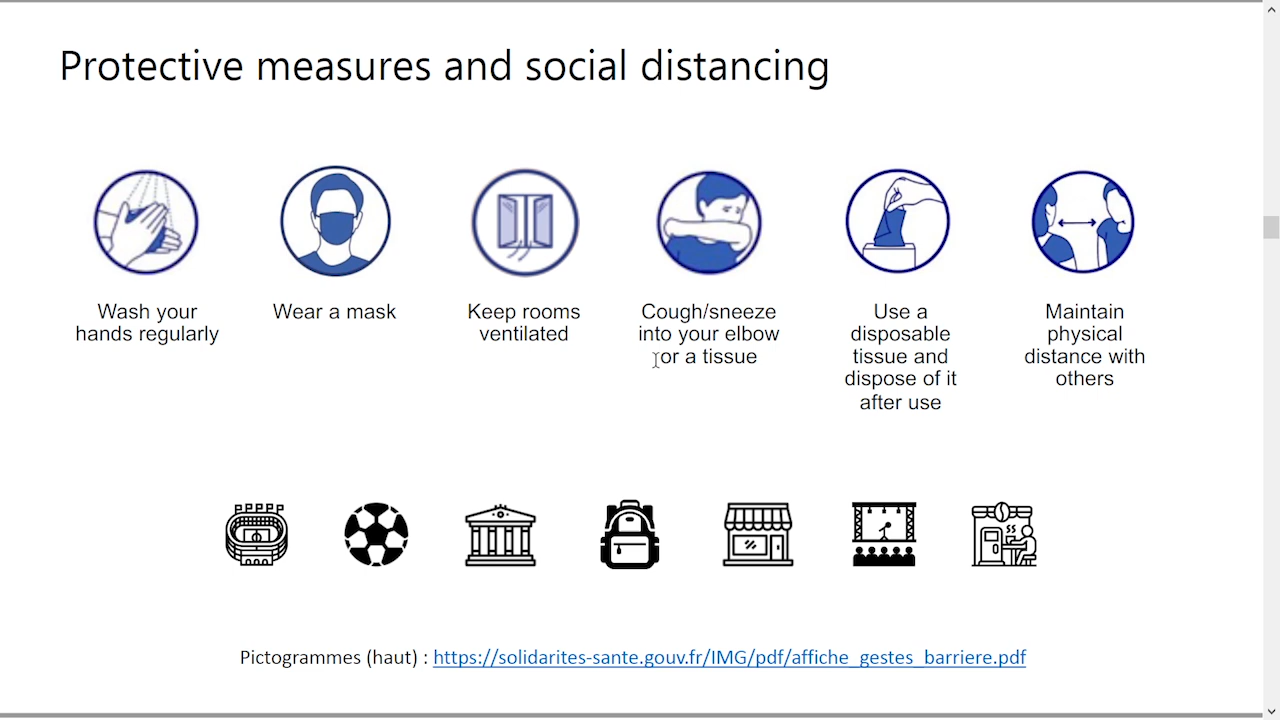 Protective measures and social distancing
Wash your
hands regularly
Wear a mask
Keep rooms
ventilated
Cough/sneeze
into your elbow
or a tissue
Use a
disposable
tissue and
dispose of it
after use
Maintain
physical
distance with
others
Pictogrammes (haut) : https://solidarites-sante.gouv.fr/IMG/pdf/affiche_gestes_barriere.pdf